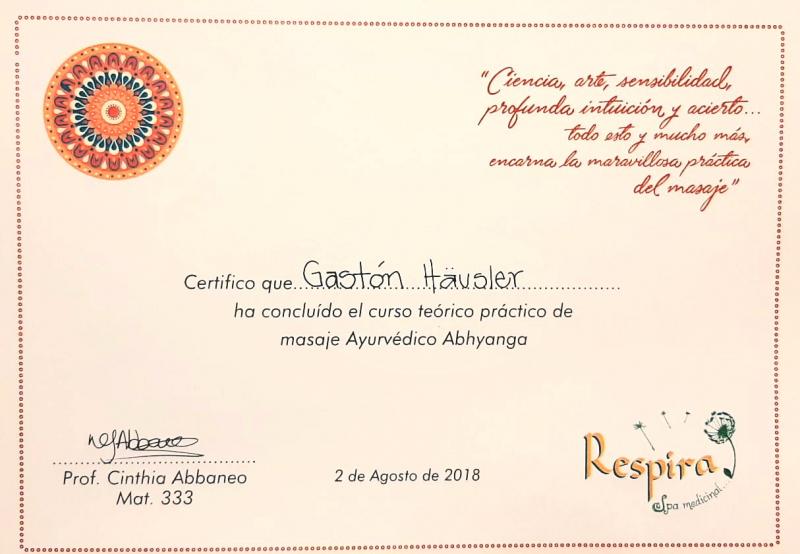 “Ciencia, arte, sensibilidad,
profunda intuición y acierto...
todo esto y mucho más,
encarna la maravillosa práctica
del masaje”
Certifico que Gastón Häusler
ha concluído el curso teórico práctico de
masaje Ayurvédico Abhyanga
Prof. Cinthia Abbaneo
Mat. 333
2 de Agosto de 2018
Respira
Spa medicinal...